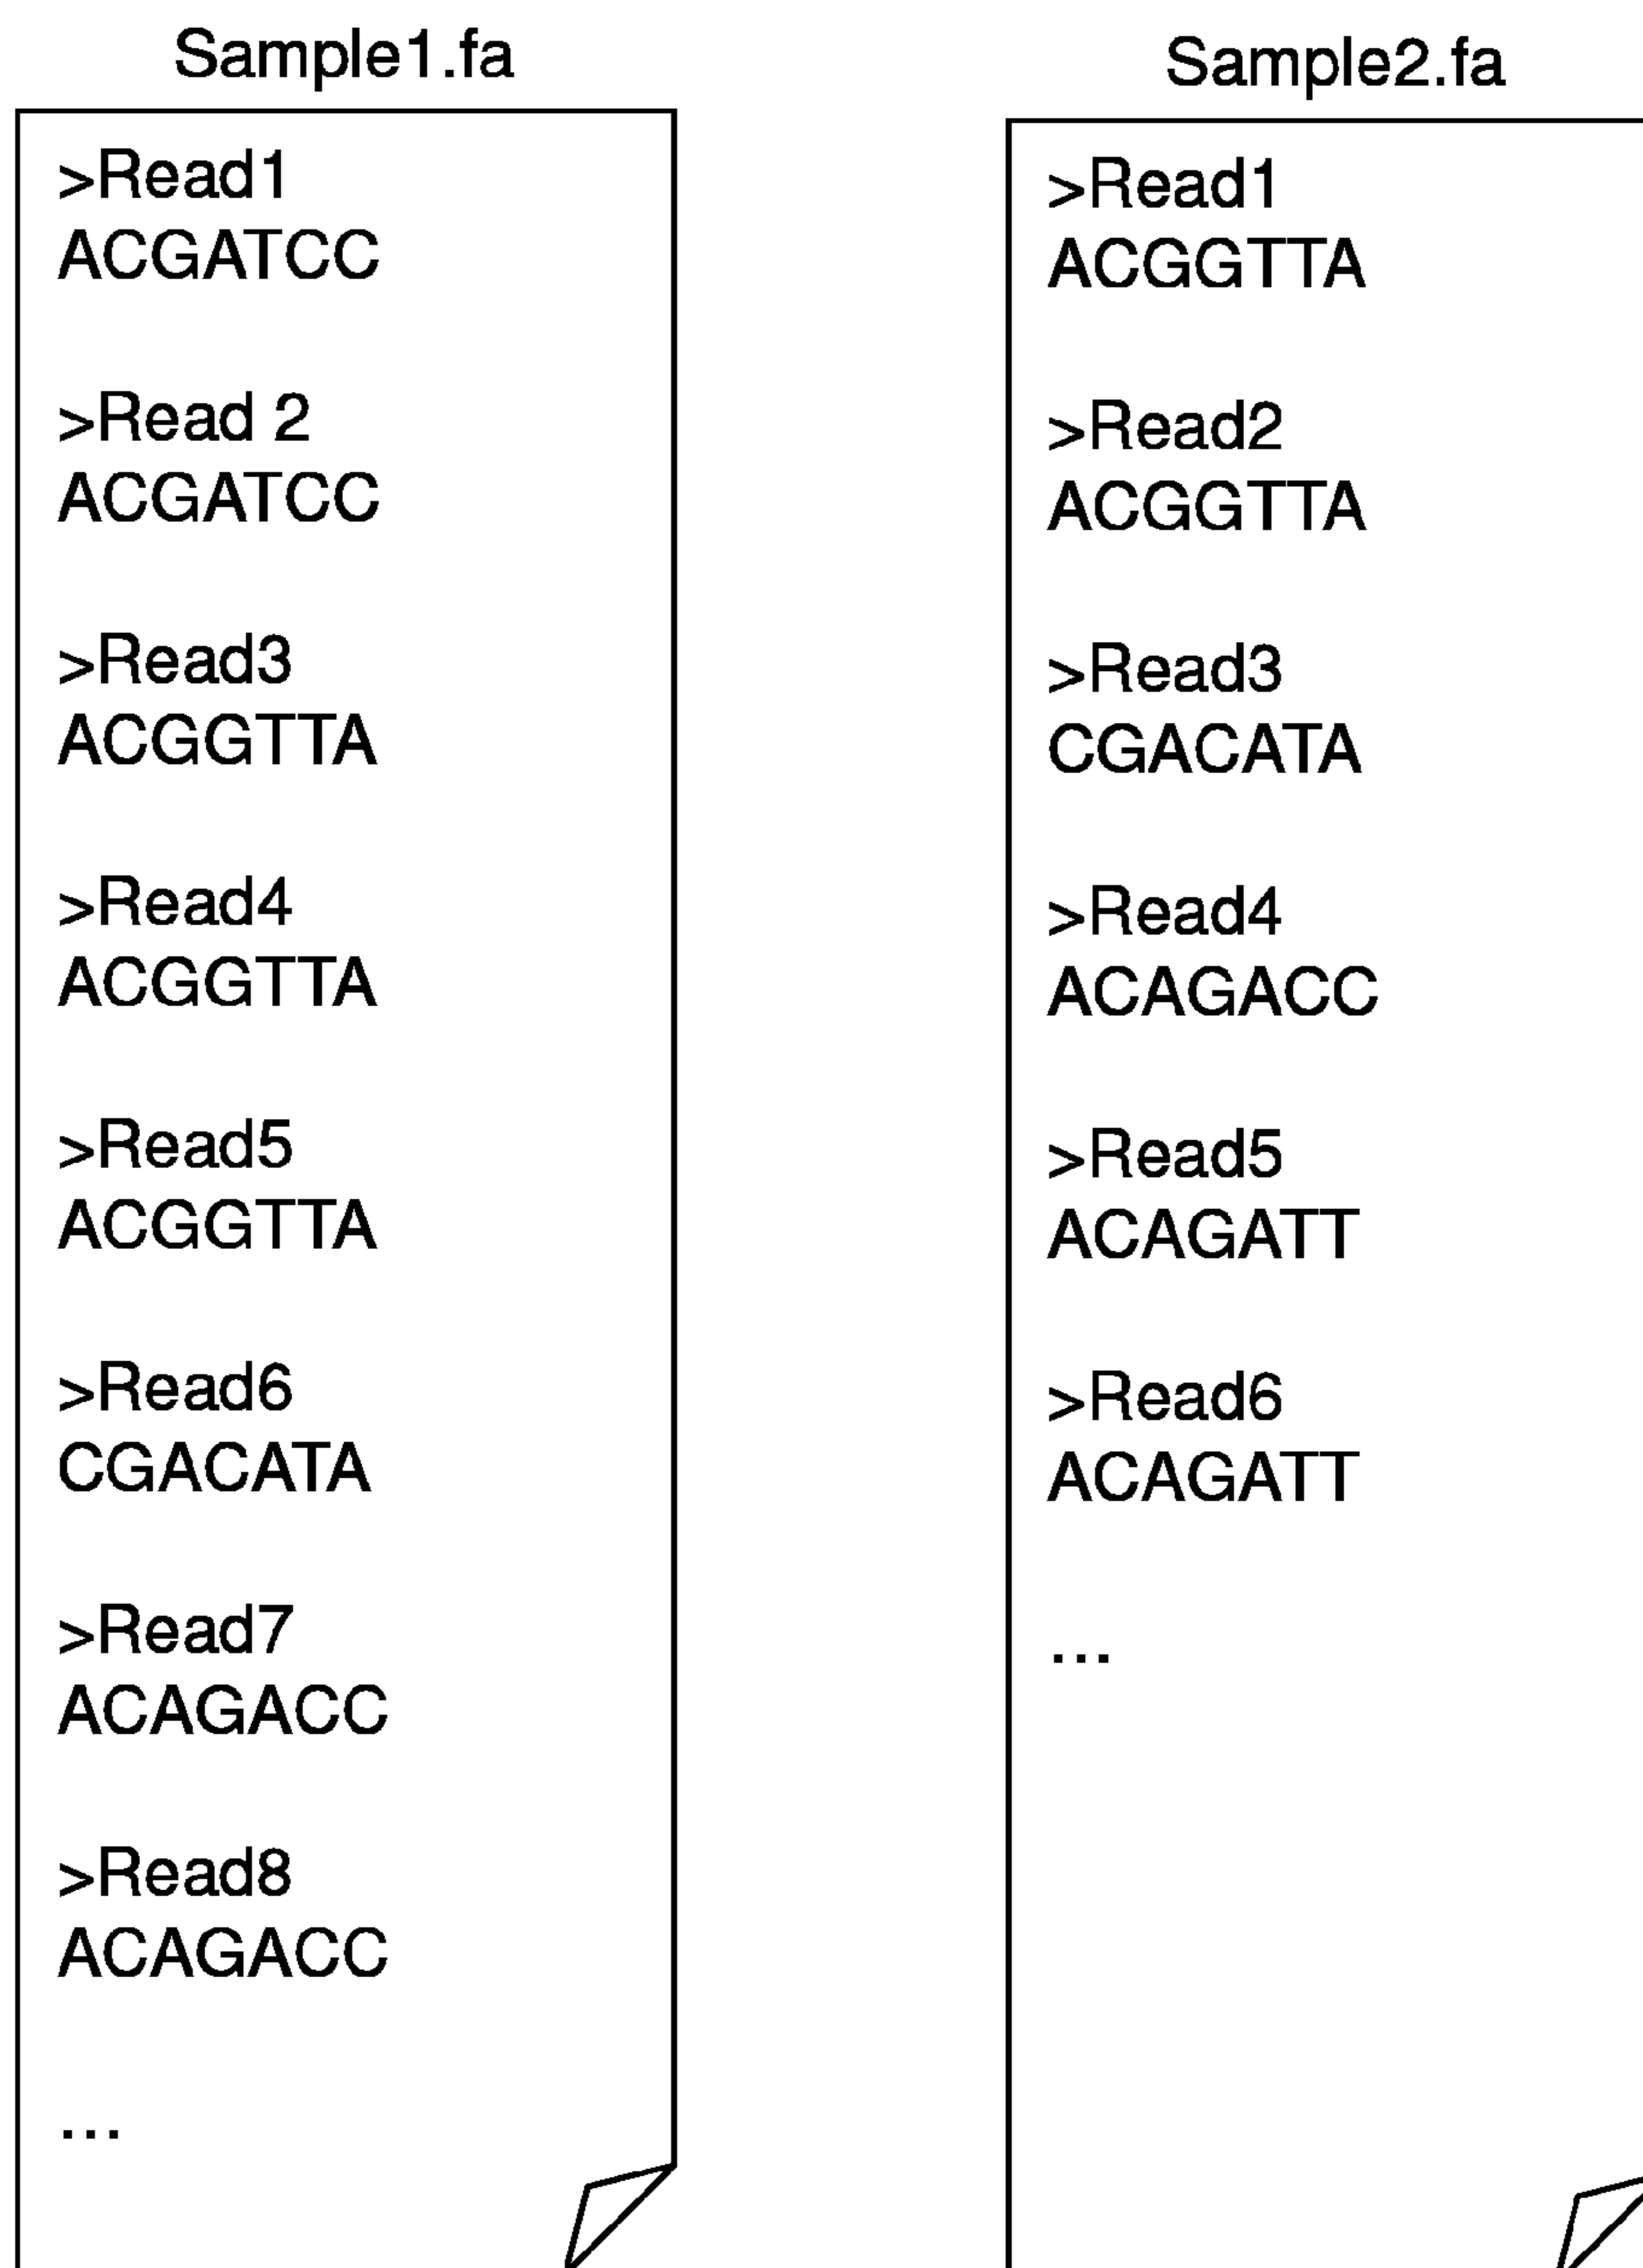 Sample1.fa
>Read1
ACGATCC
>Read 2
ACGATCC
>Read3
ACGGTTA
>Read4
ACGGTTA
>Read5
ACGGTTA
>Read6
CGACATA
>Read7
ACAGACC
>Read8
ACAGACC
...
Sample2.fa
>Read1
ACGGTTA
>Read2
ACGGTTA
>Read3
CGACATA
>Read4
ACAGACC
>Read5
ACAGATT
>Read6
ACAGATT
...